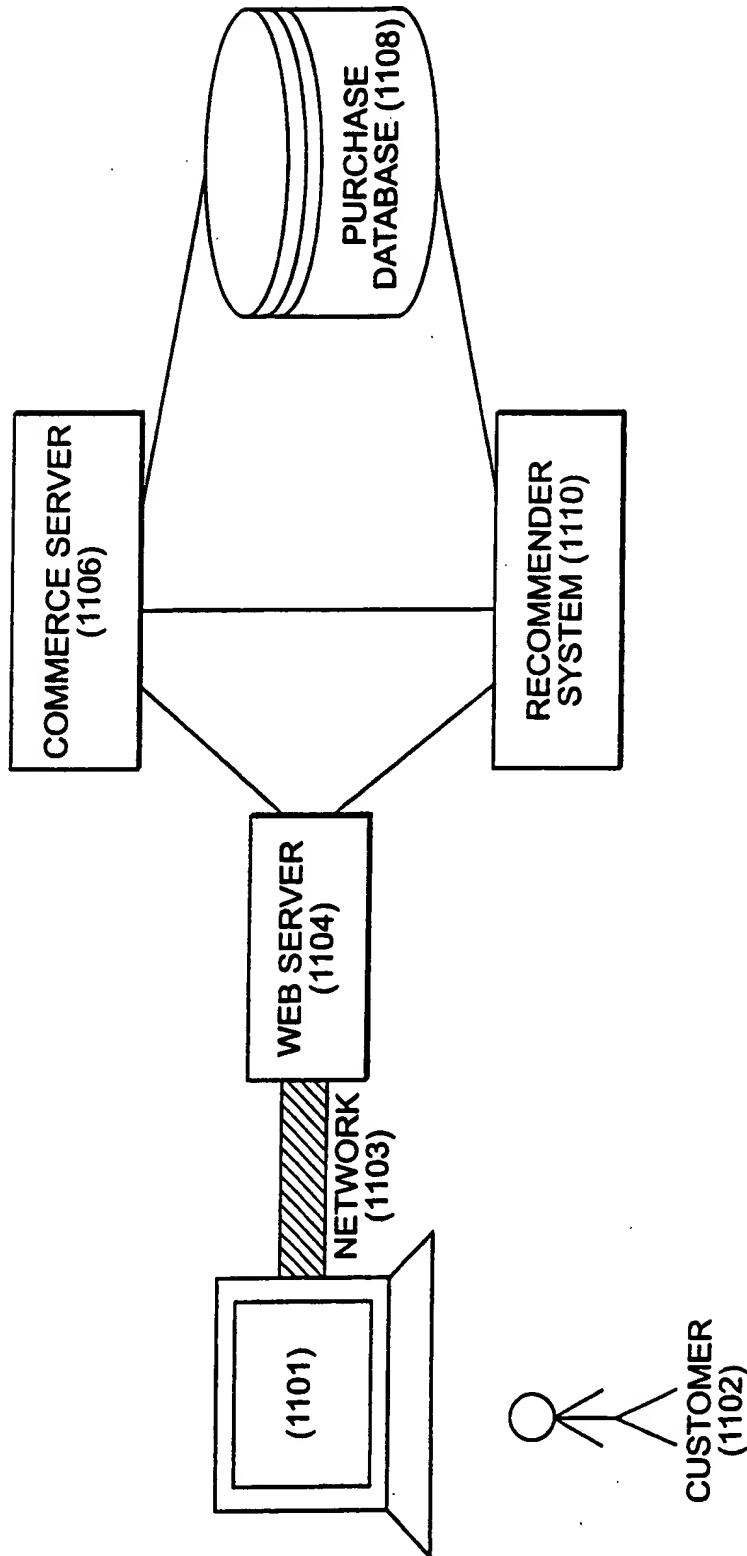 COMMERCE SERVER
(1106)
PURCHASE
DATABASE (1108)
WEB SERVER
(1104)
NETWORK
(1103)
(1101)
RECOMMENDER
SYSTEM (1110)
CUSTOMER
(1102)